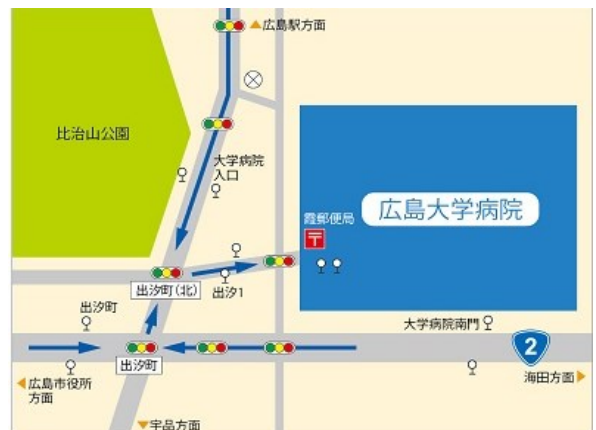 広島駅方面
比治山公園
大学病院
入口
広島大学病院
霞郵便局
出汐町(北)
出汐1
出汐町
大学病院南門
出汐町
2
広島市役所
方面
海田方面
宇品方面